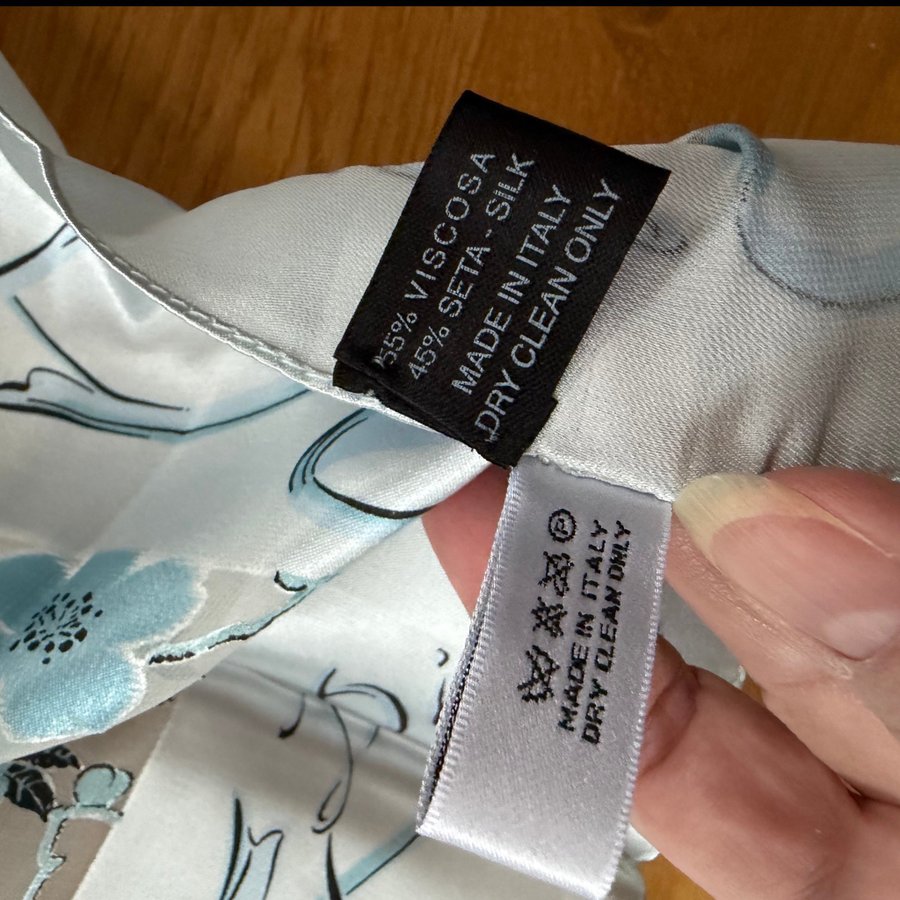 55% VISCOSA
45% SETA - SILK
MADE IN ITALY
DRY CLEAN ONLY
P
MADE IN ITALY
DRY CLEAN ONLY